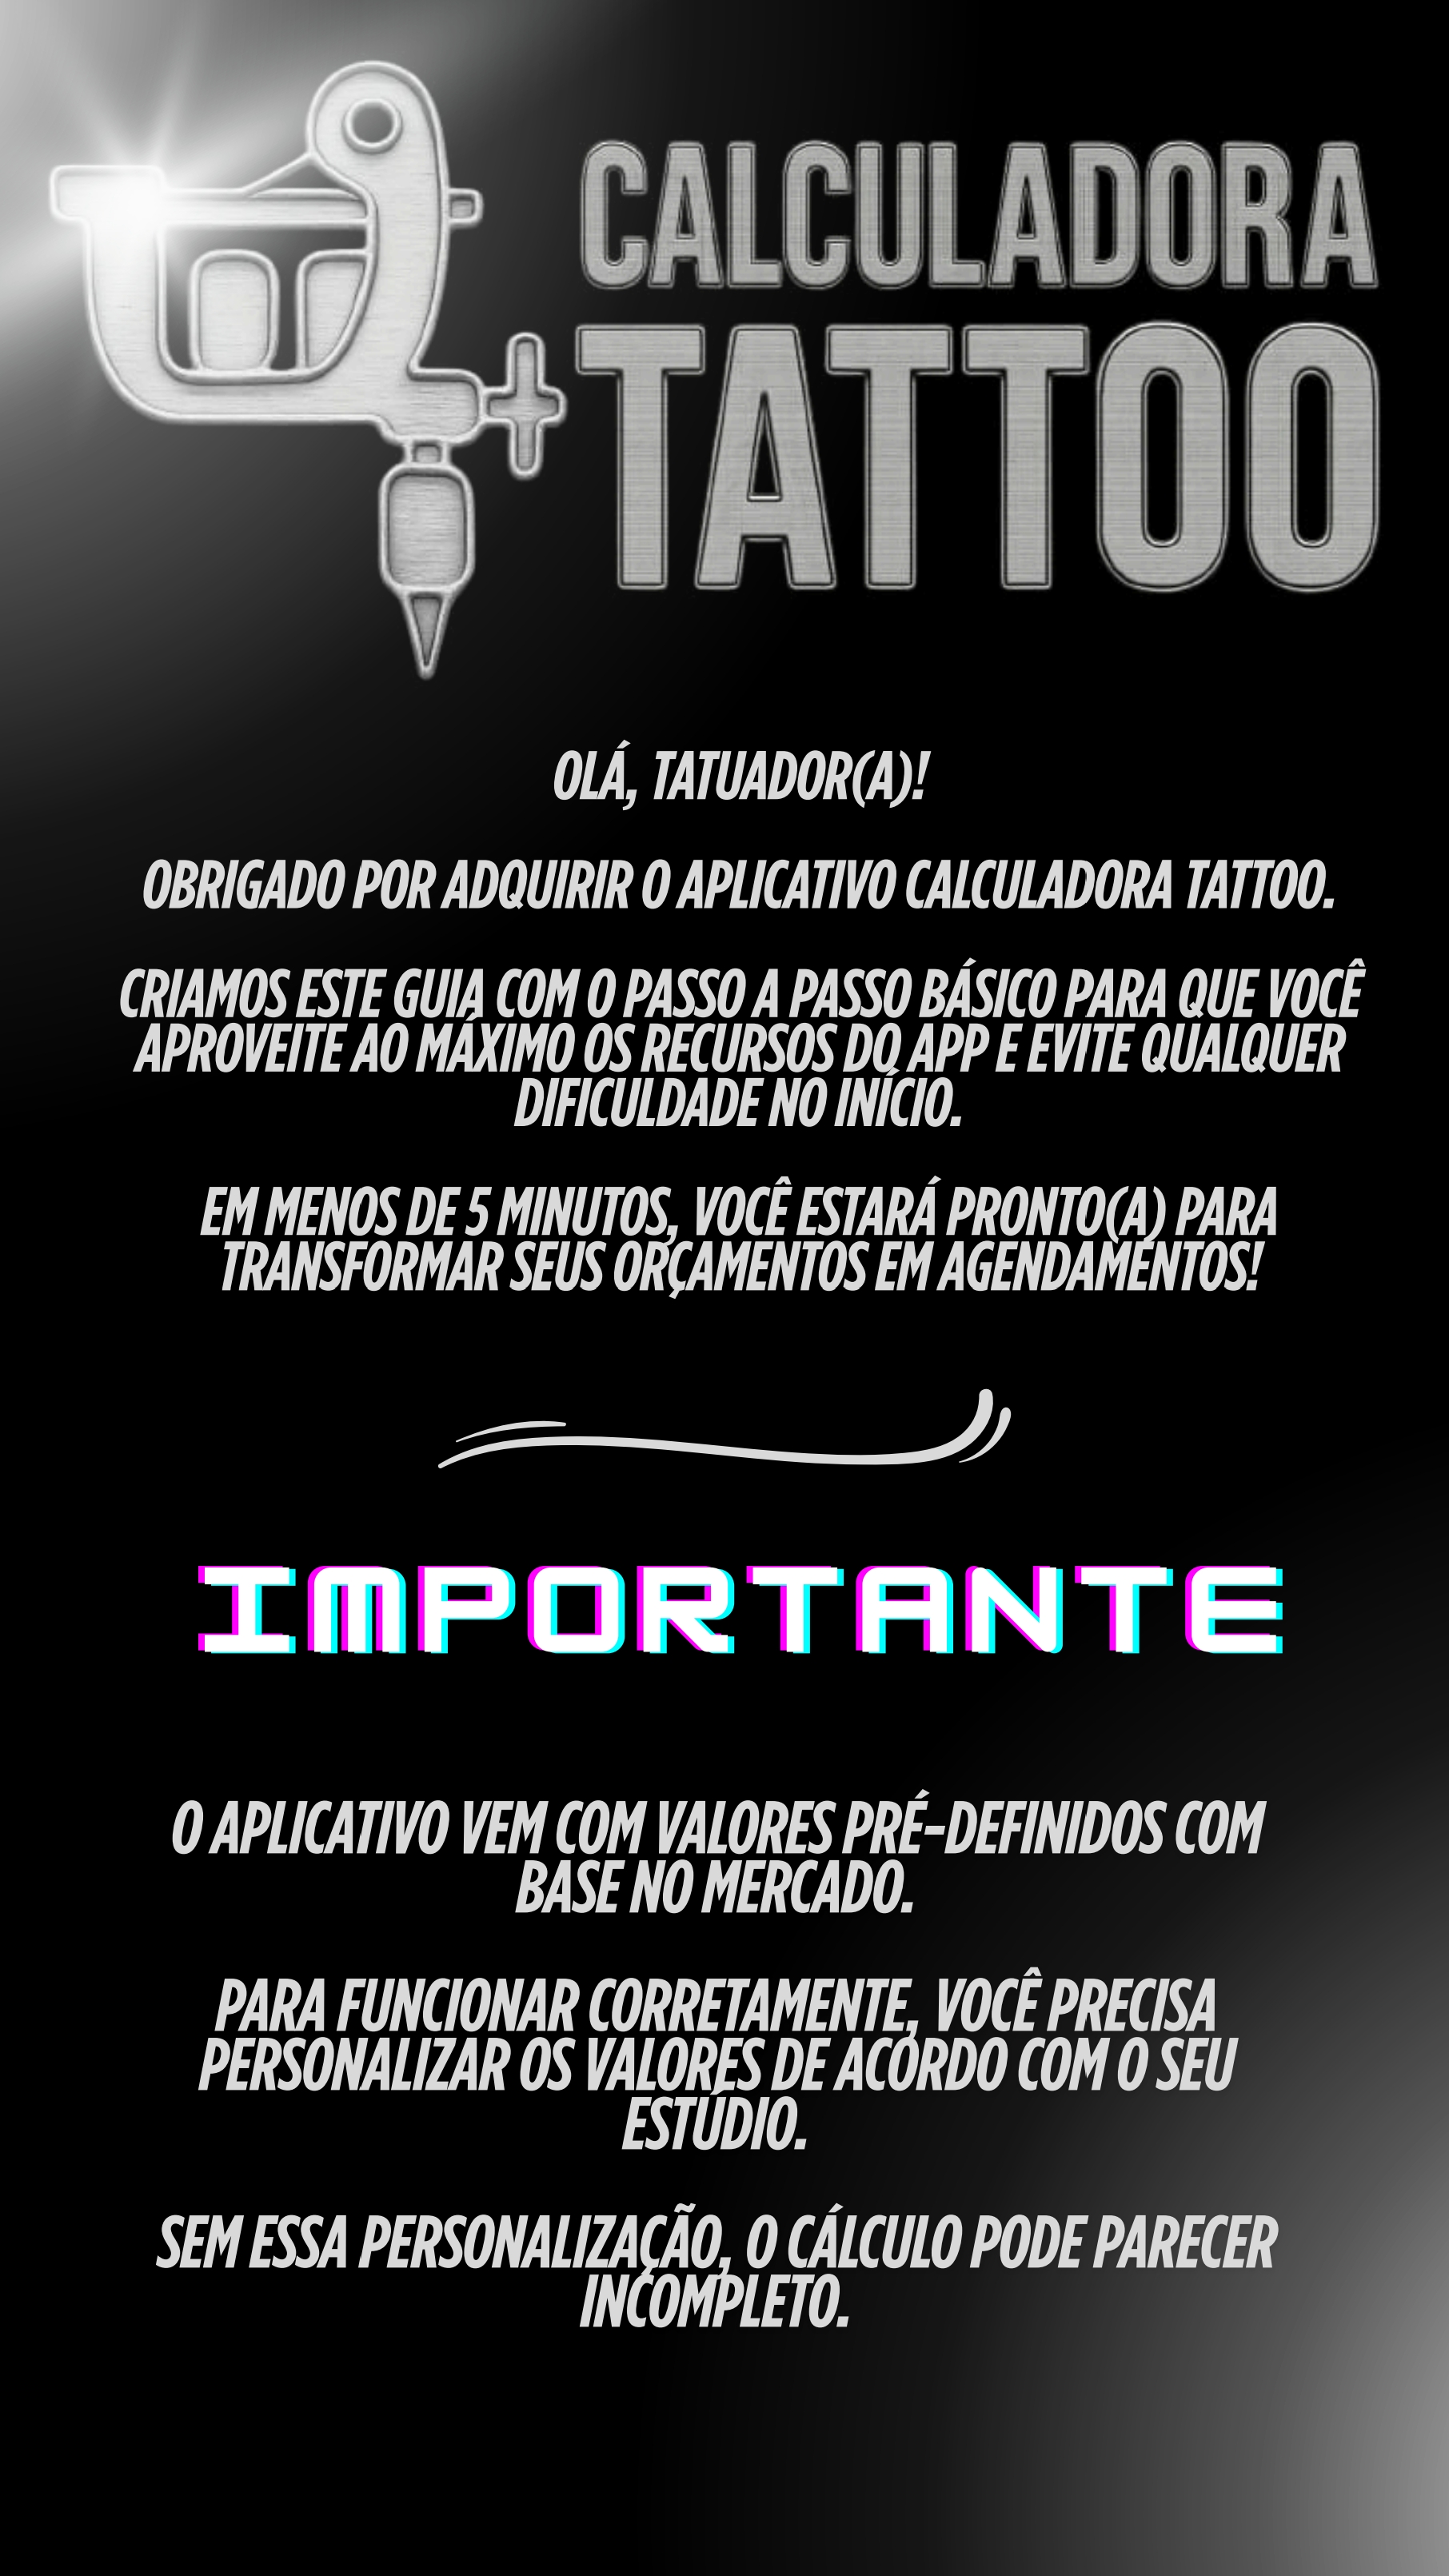 CALCULADORA
TATTOO
OLÁ, TATUADOR(A)!
OBRIGADO POR ADQUIRIR O APLICATIVO CALCULADORA TATTOO.
CRIAMOS ESTE GUIA COM O PASSO A PASSO BÁSICO PARA QUE VOCÊ
APROVEITE AO MÁXIMO OS RECURSOS DO APP E EVITE QUALQUER
DIFICULDADE NO INÍCIO.
EM MENOS DE 5 MINUTOS, VOCÊ ESTARÁ PRONTO(A) PARA
TRANSFORMAR SEUS ORÇAMENTOS EM AGENDAMENTOS!
IMPORTANTE
O APLICATIVO VEM COM VALORES PRÉ-DEFINIDOS COM
BASE NO MERCADO.
PARA FUNCIONAR CORRETAMENTE, VOCÊ PRECISA
PERSONALIZAR OS VALORES DE ACORDO COM O SEU
ESTÚDIO.
SEM ESSA PERSONALIZAÇÃO, O CÁLCULO PODE PARECER
INCOMPLETO.